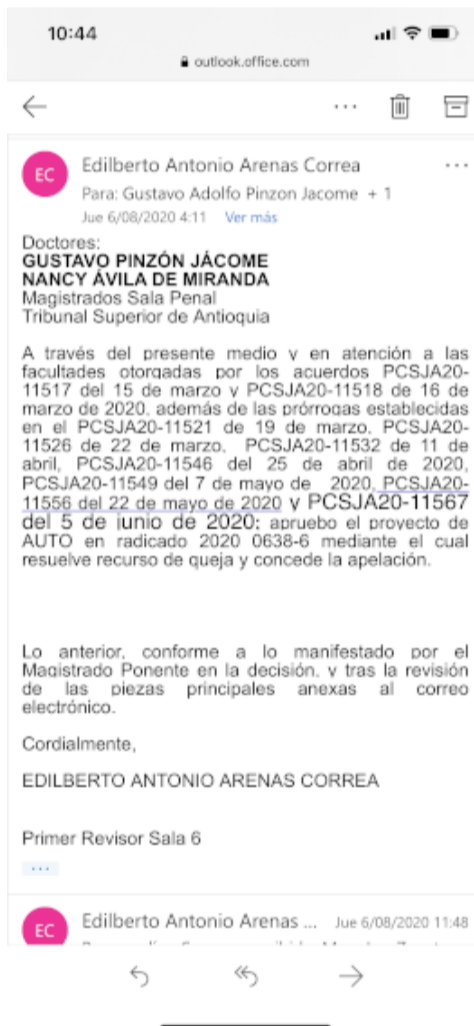 10:44
outlook.office.com
EC
Edilberto Antonio Arenas Correa
Para: Gustavo Adolfo Pinzon Jacome + 1
Jue 6/08/2020 4:11 Ver más
Doctores:
GUSTAVO PINZÓN JÁCOME
NANCY ÁVILA DE MIRANDA
Magistrados Sala Penal
Tribunal Superior de Antioquia
A través del presente medio y en atención a las
facultades otorgadas por los acuerdos PCSJA20-
11517 del 15 de marzo y PCSJA20-11518 de 16 de
marzo de 2020, además de las prórrogas establecidas
en el PCSJA20-11521 de 19 de marzo, PCSJA20-
11526 de 22 de marzo, PCSJA20-11532 de 11 de
abril, PCSJA20-11546 del 25 de abril de 2020,
PCSJA20-11549 del 7 de mayo de 2020, PCSJA20-
11556 del 22 de mayo de 2020 y PCSJA20-11567
del 5 de junio de 2020; apruebo el proyecto de
AUTO en radicado 2020 0638-6 mediante el cual
resuelve recurso de queja y concede la apelación.
Lo anterior, conforme a lo manifestado por el
Magistrado Ponente en la decisión, y tras la revisión
de las piezas principales anexas al correo
electrónico.
Cordialmente,
EDILBERTO ANTONIO ARENAS CORREA
Primer Revisor Sala 6
...
EC
Edilberto Antonio Arenas ... Jue 6/08/2020 11:48